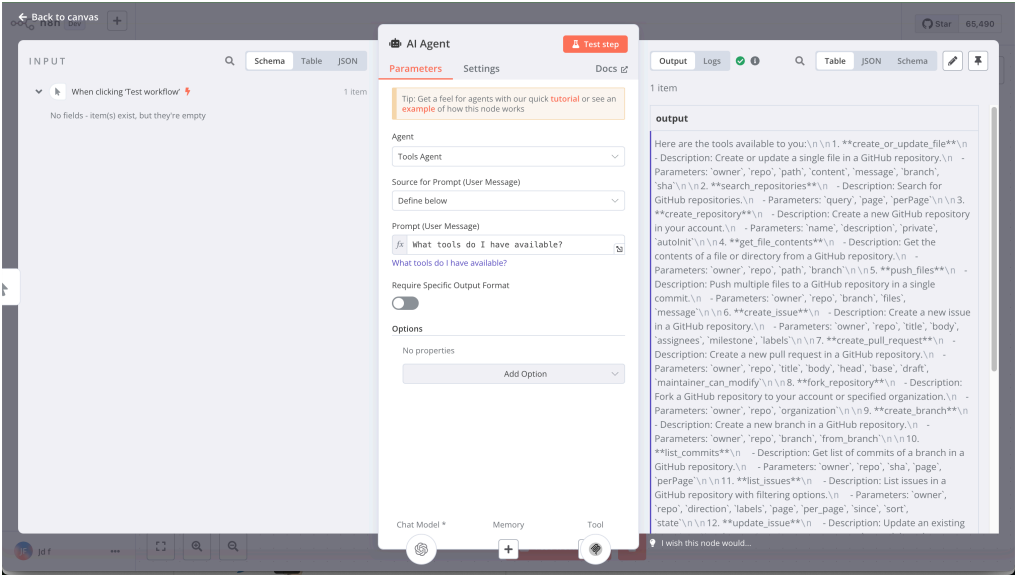 ← Back to canvas
n8n Dev
Star 65,490
INPUT
Schema Table JSON
When clicking 'Test workflow' 1 item
No fields - item(s) exist, but they're empty
AI Agent
Test step
Parameters Settings Docs
Tip: Get a feel for agents with our quick tutorial or see an
example of how this node works
Agent
Tools Agent
Source for Prompt (User Message)
Define below
Prompt (User Message)
fx What tools do I have available?
What tools do I have available?
Require Specific Output Format
Options
No properties
Add Option
Chat Model * Memory Tool
Output Logs Table JSON Schema
1 item
output
Here are the tools available to you:\n\n1. **create_or_update_file**\n
- Description: Create or update a single file in a GitHub repository.\n -
Parameters: `owner`, `repo`, `path`, `content`, `message`, `branch`,
`sha`\n\n2. **search_repositories**\n - Description: Search for
GitHub repositories.\n - Parameters: `query`, `page`, `perPage`\n\n3.
**create_repository**\n - Description: Create a new GitHub repository
in your account.\n - Parameters: `name`, `description`, `private`,
`autoInit`\n\n4. **get_file_contents**\n - Description: Get the
contents of a file or directory from a GitHub repository.\n -
Parameters: `owner`, `repo`, `path`, `branch`\n\n5. **push_files**\n -
Description: Push multiple files to a GitHub repository in a single
commit.\n - Parameters: `owner`, `repo`, `branch`, `files`,
`message`\n\n6. **create_issue**\n - Description: Create a new issue
in a GitHub repository.\n - Parameters: `owner`, `repo`, `title`, `body`,
`assignees`, `milestone`, `labels`\n\n7. **create_pull_request**\n -
Description: Create a new pull request in a GitHub repository.\n -
Parameters: `owner`, `repo`, `title`, `body`, `head`, `base`, `draft`,
`maintainer_can_modify`\n\n8. **fork_repository**\n - Description:
Fork a GitHub repository to your account or specified organization.\n -
Parameters: `owner`, `repo`, `organization`\n\n9. **create_branch**\n
- Description: Create a new branch in a GitHub repository.\n -
Parameters: `owner`, `repo`, `branch`, `from_branch`\n\n10.
**list_commits**\n - Description: Get list of commits of a branch in a
GitHub repository.\n - Parameters: `owner`, `repo`, `sha`, `page`,
`perPage`\n\n11. **list_issues**\n - Description: List issues in a
GitHub repository with filtering options.\n - Parameters: `owner`,
`repo`, `direction`, `labels`, `page`, `per_page`, `since`, `sort`,
`state`\n\n12. **update_issue**\n - Description: Update an existing
I wish this node would...
Jd f